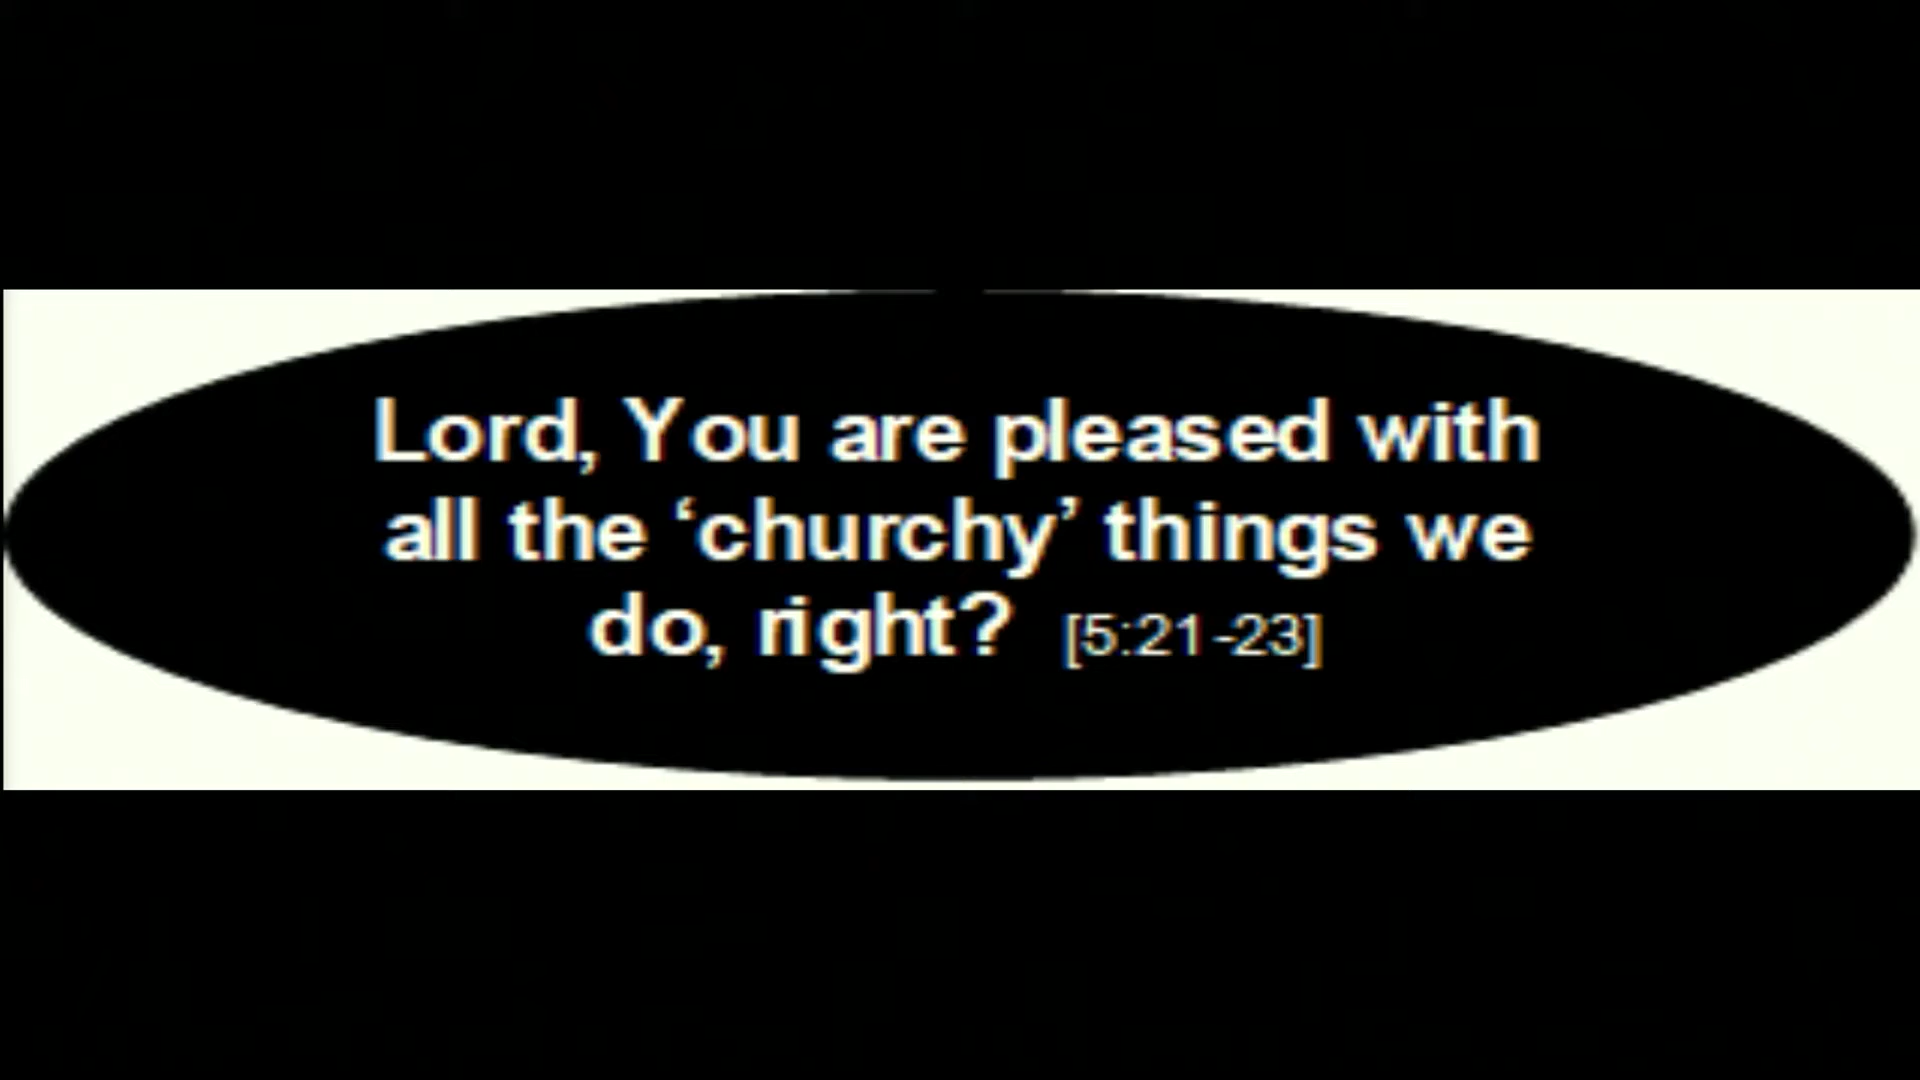 Lord, You are pleased with
all the ‘churchy’ things we
do, right? [5:21-23]